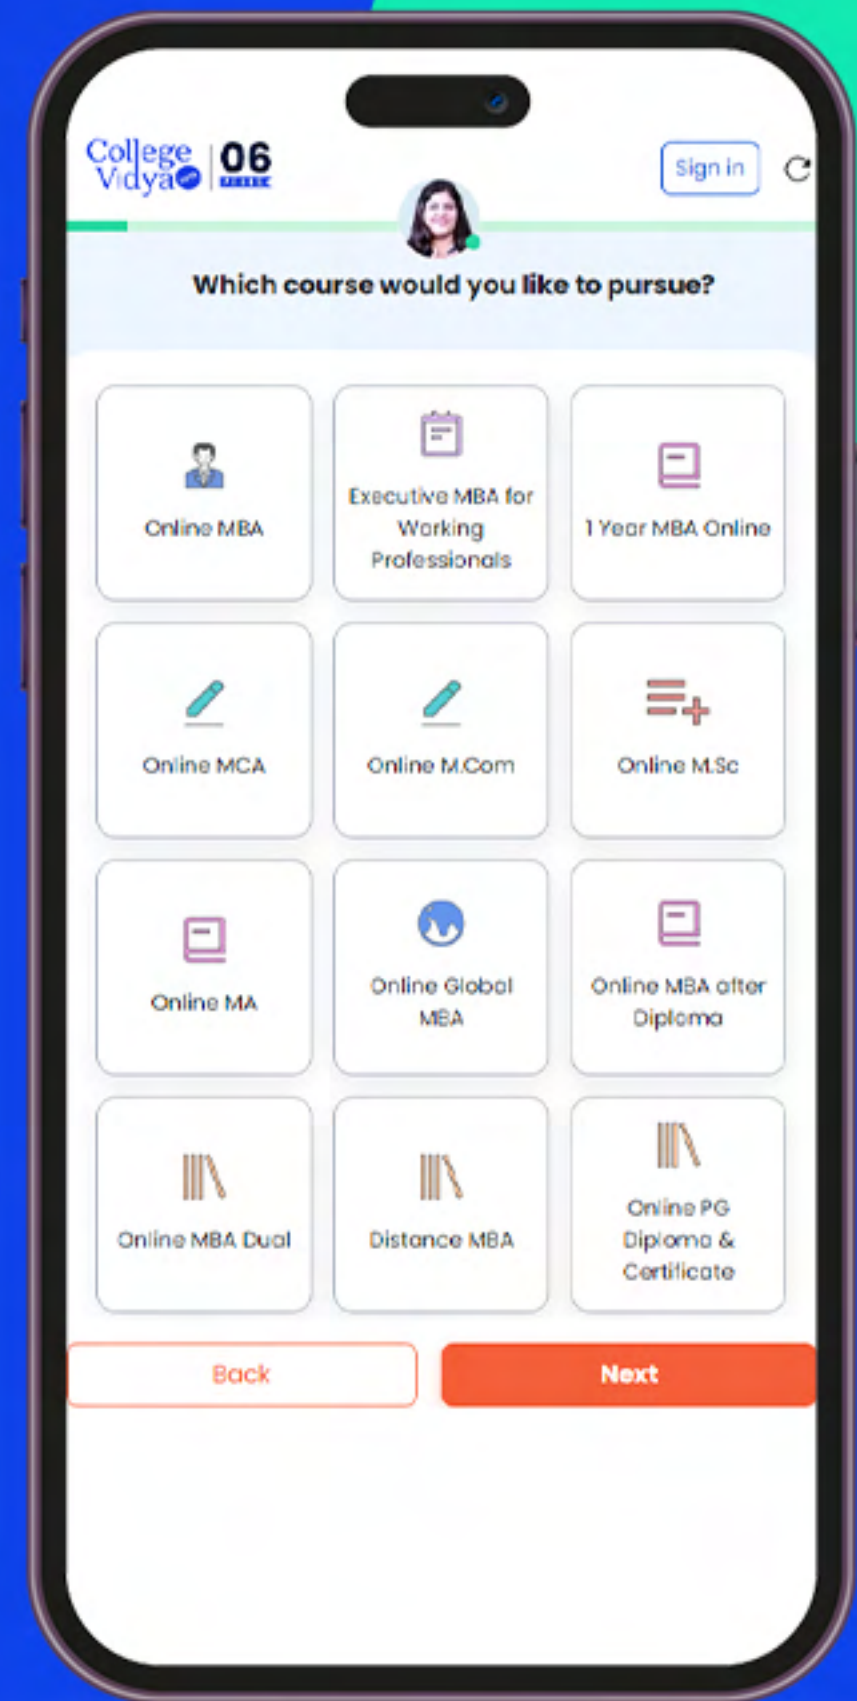 College
Vidya
06
Sign in
Which course would you like to pursue?
Online MBA
Executive MBA for
Working
Professionals
1 Year MBA Online
Online MCA
Online M.Com
Online M.Sc
Online MA
Online Global
MBA
Online MBA after
Diploma
Online MBA Dual
Distance MBA
Online PG
Diploma &
Certificate
Back
Next